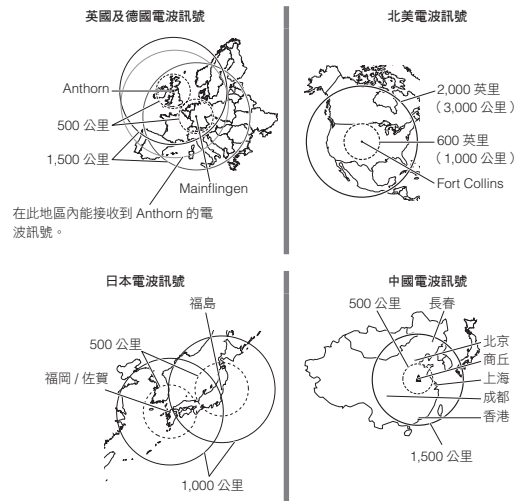 英國及德國電波訊號
Anthorn
500 公里
1,500 公里
Mainflingen
在此地區內能接收到 Anthorn 的電
波訊號。
北美電波訊號
2,000 英里
（3,000 公里）
600 英里
（1,000 公里）
Fort Collins
日本電波訊號
福島
500 公里
福岡 / 佐賀
1,000 公里
中國電波訊號
500 公里
長春
北京
商丘
上海
成都
香港
1,500 公里